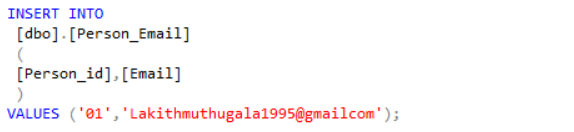 INSERT INTO
[dbo].[Person_Email]
(
[Person_id],[Email]
)
VALUES ('01','Lakithmuthugala1995@gmailcom');